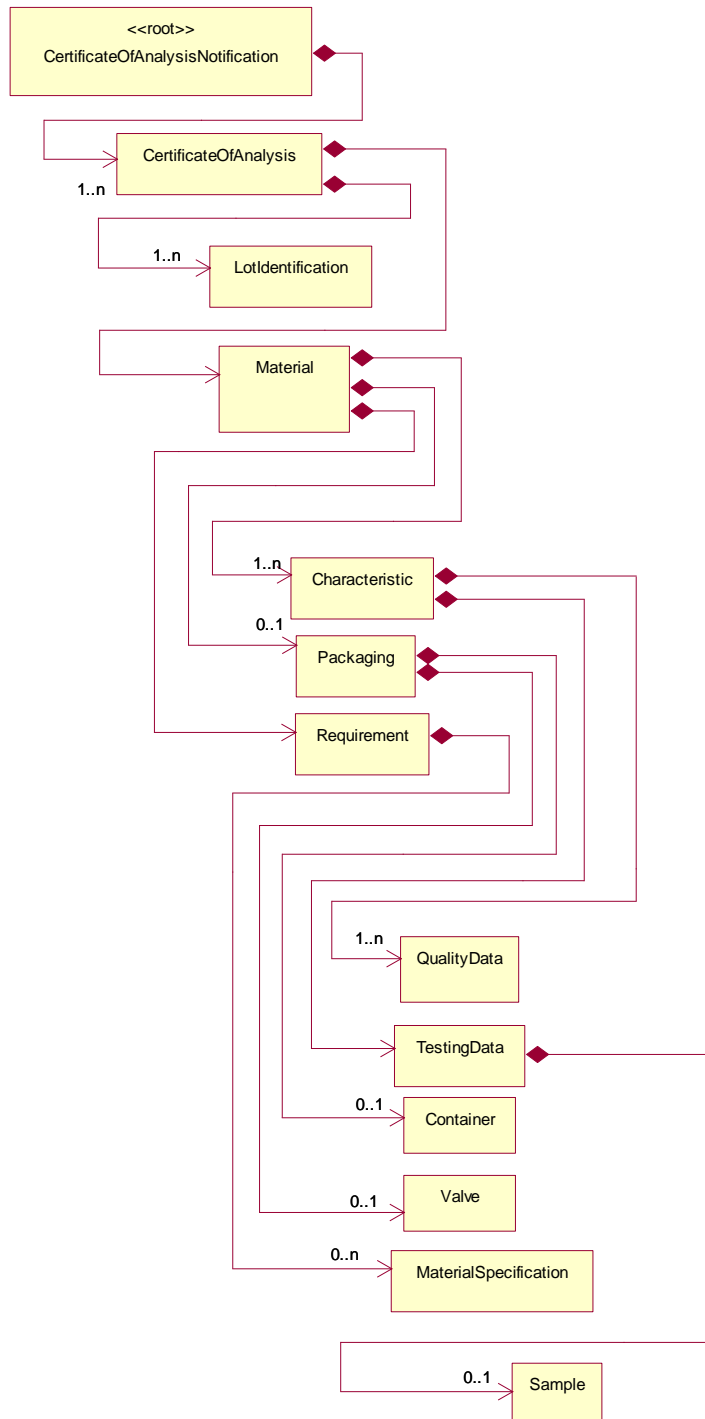 <<root>>
CertificateOfAnalysisNotification
CertificateOfAnalysis
1..n
1..n
LotIdentification
Material
1..n
Characteristic
0..1
Packaging
Requirement
1..n
QualityData
TestingData
0..1
Container
0..1
Valve
0..n
MaterialSpecification
0..1
Sample